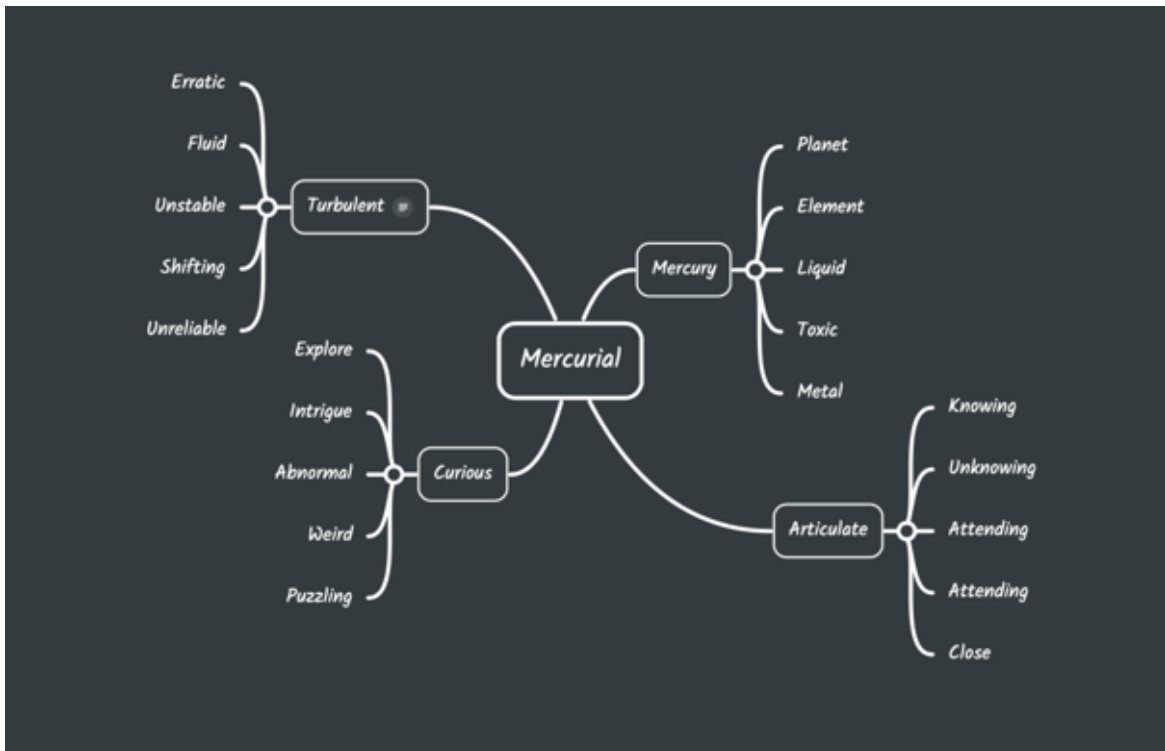 Mercurial
Turbulent
Erratic
Fluid
Unstable
Shifting
Unreliable
Mercury
Planet
Element
Liquid
Toxic
Metal
Curious
Explore
Intrigue
Abnormal
Weird
Puzzling
Articulate
Knowing
Unknowing
Attending
Attending
Close